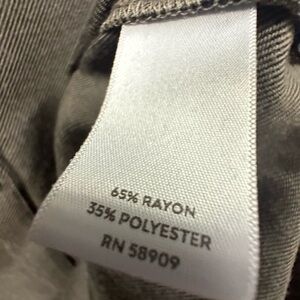 65% RAYON
35% POLYESTER
RN 58909